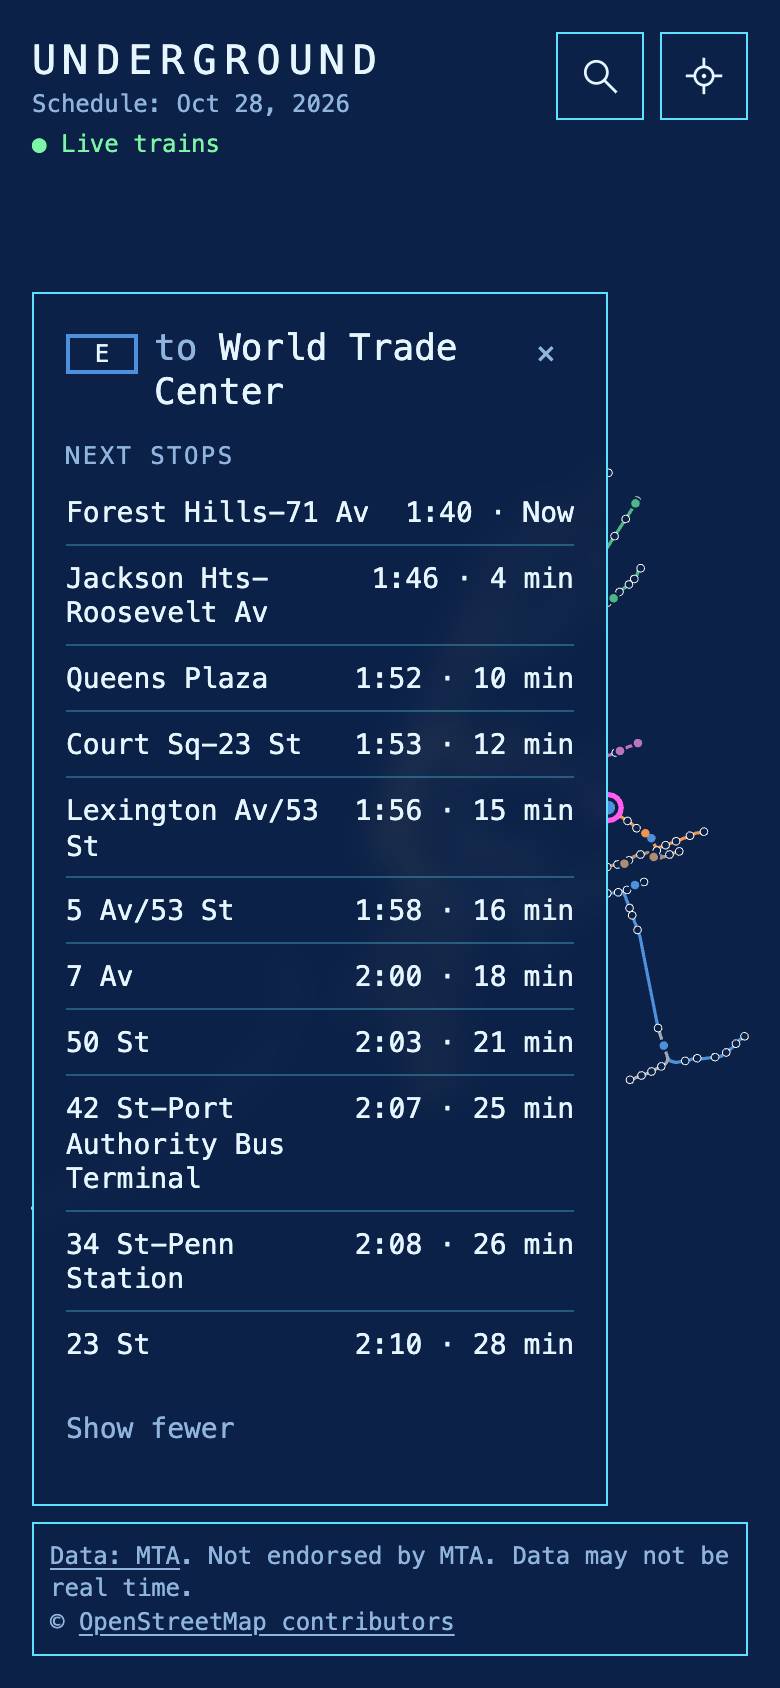 UNDERGROUND
Schedule: Oct 28, 2026
● Live trains
E to World Trade
Center
×
NEXT STOPS
Forest Hills–71 Av 1:40 · Now
Jackson Hts– 1:46 · 4 min
Roosevelt Av
Queens Plaza 1:52 · 10 min
Court Sq–23 St 1:53 · 12 min
Lexington Av/53 1:56 · 15 min
St
5 Av/53 St 1:58 · 16 min
7 Av 2:00 · 18 min
50 St 2:03 · 21 min
42 St–Port 2:07 · 25 min
Authority Bus
Terminal
34 St–Penn 2:08 · 26 min
Station
23 St 2:10 · 28 min
Show fewer
Data: MTA. Not endorsed by MTA. Data may not be
real time.
© OpenStreetMap contributors